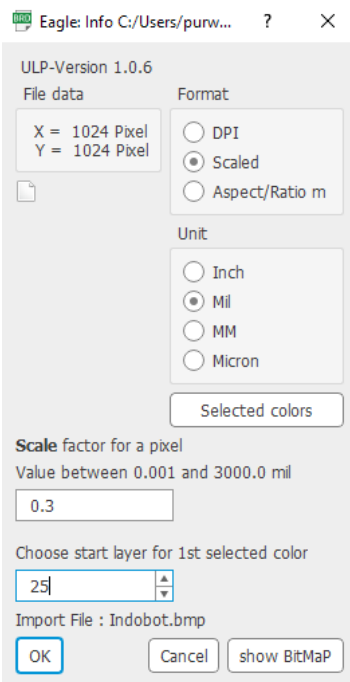 BRD Eagle: Info C:/Users/purw... ? ×
ULP-Version 1.0.6
File data
X = 1024 Pixel
Y = 1024 Pixel
Format
DPI
Scaled
Aspect/Ratio m
Unit
Inch
Mil
MM
Micron
Selected colors
Scale factor for a pixel
Value between 0.001 and 3000.0 mil
0.3
Choose start layer for 1st selected color
25
Import File : Indobot.bmp
OK
Cancel
show BitMaP